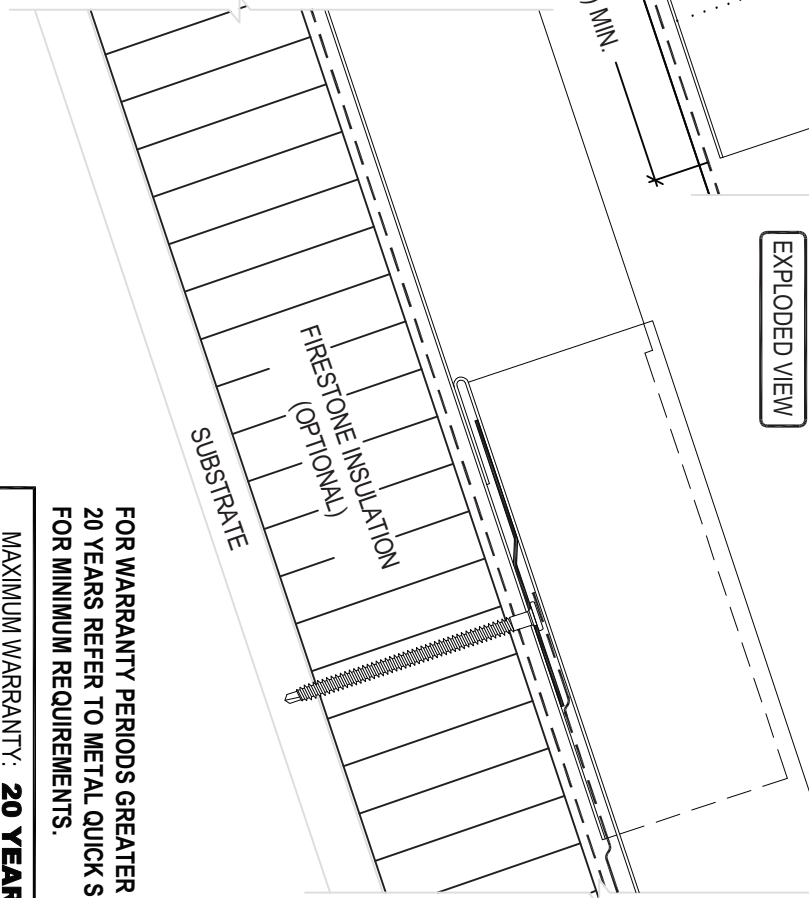 ) MIN.
EXPLODED VIEW
FIRESTONE INSULATION
(OPTIONAL)
SUBSTRATE
FOR WARRANTY PERIODS GREATER
20 YEARS REFER TO METAL QUICK S
FOR MINIMUM REQUIREMENTS.
MAXIMUM WARRANTY: 20 YEAR